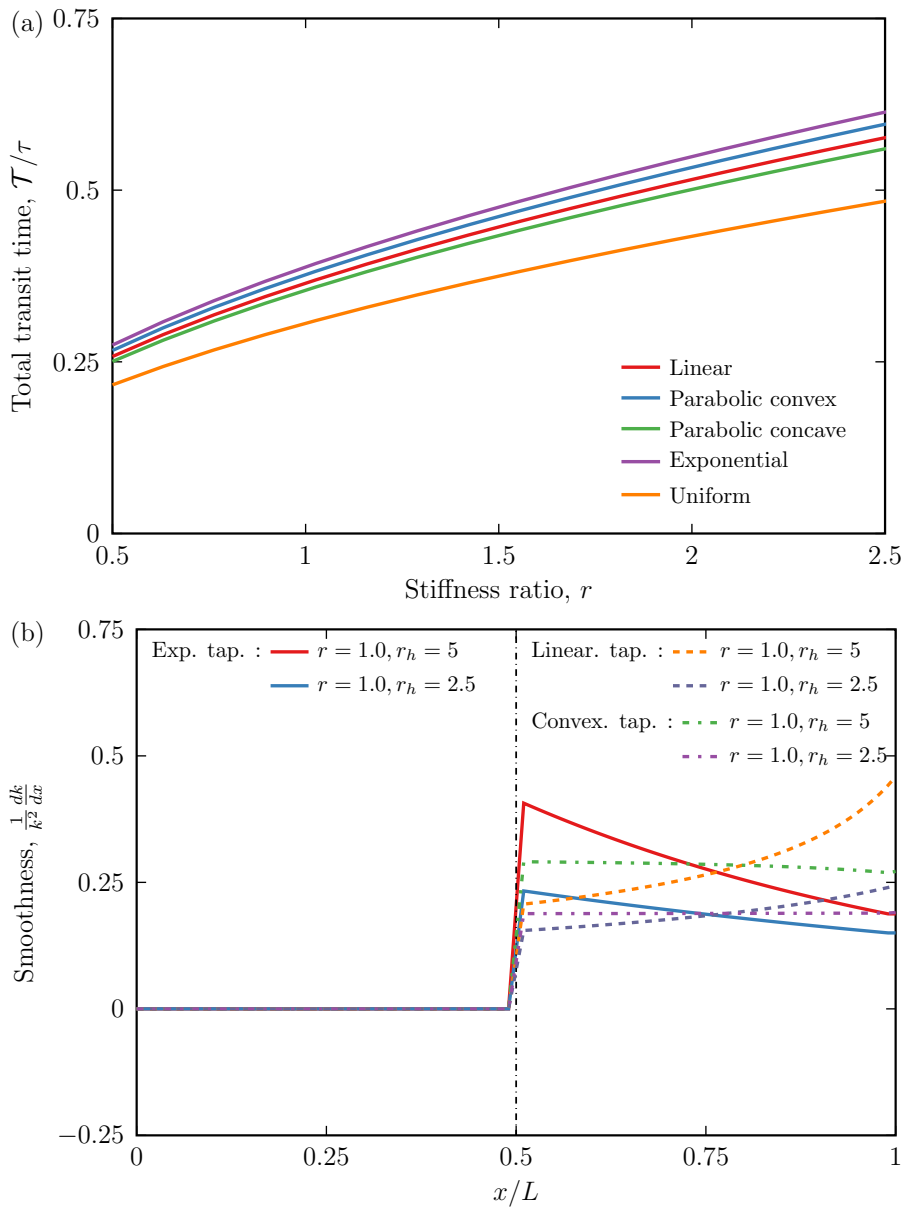 (a)
0.75
0.5
0.25
0
Total transit time, 𝒯/τ
Linear
Parabolic convex
Parabolic concave
Exponential
Uniform
0.5 1 1.5 2 2.5
Stiffness ratio, r
(b)
0.75
0.5
0.25
0
−0.25
Smoothness, 1/k² dk/dx
Exp. tap. : r = 1.0, r_h = 5
r = 1.0, r_h = 2.5
Linear. tap. : r = 1.0, r_h = 5
r = 1.0, r_h = 2.5
Convex. tap. : r = 1.0, r_h = 5
r = 1.0, r_h = 2.5
0 0.25 0.5 0.75 1
x/L